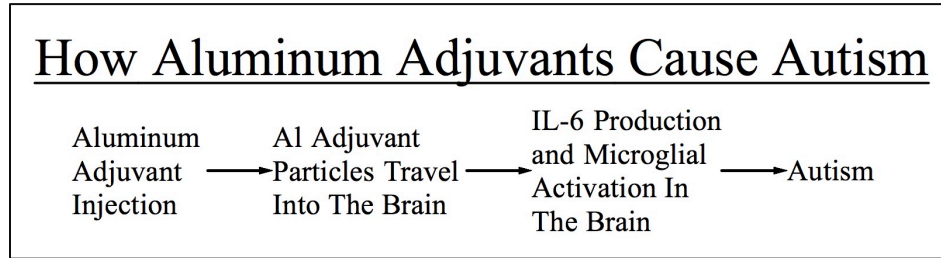 How Aluminum Adjuvants Cause Autism
Aluminum
Adjuvant
Injection
Al Adjuvant
Particles Travel
Into The Brain
IL-6 Production
and Microglial
Activation In
The Brain
Autism